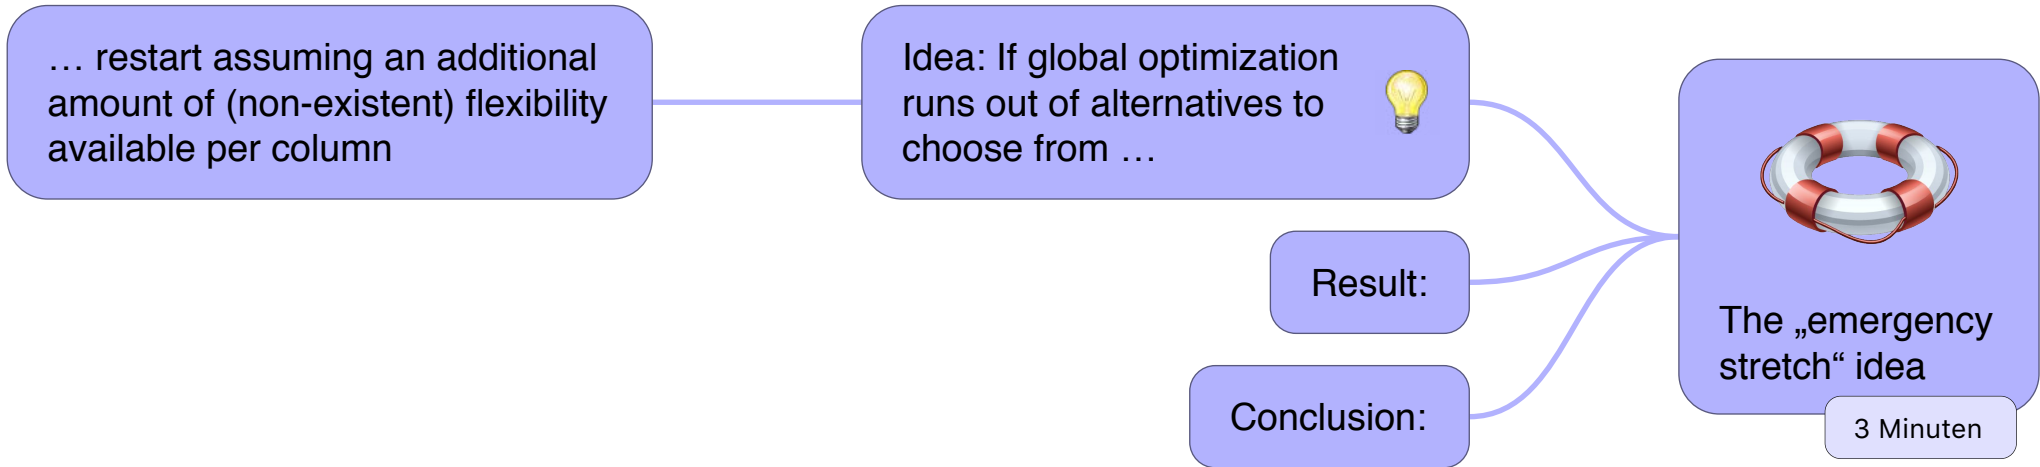 … restart assuming an additional
amount of (non-existent) flexibility
available per column
Idea: If global optimization
runs out of alternatives to
choose from …
Result:
Conclusion:
The „emergency
stretch“ idea
3 Minuten